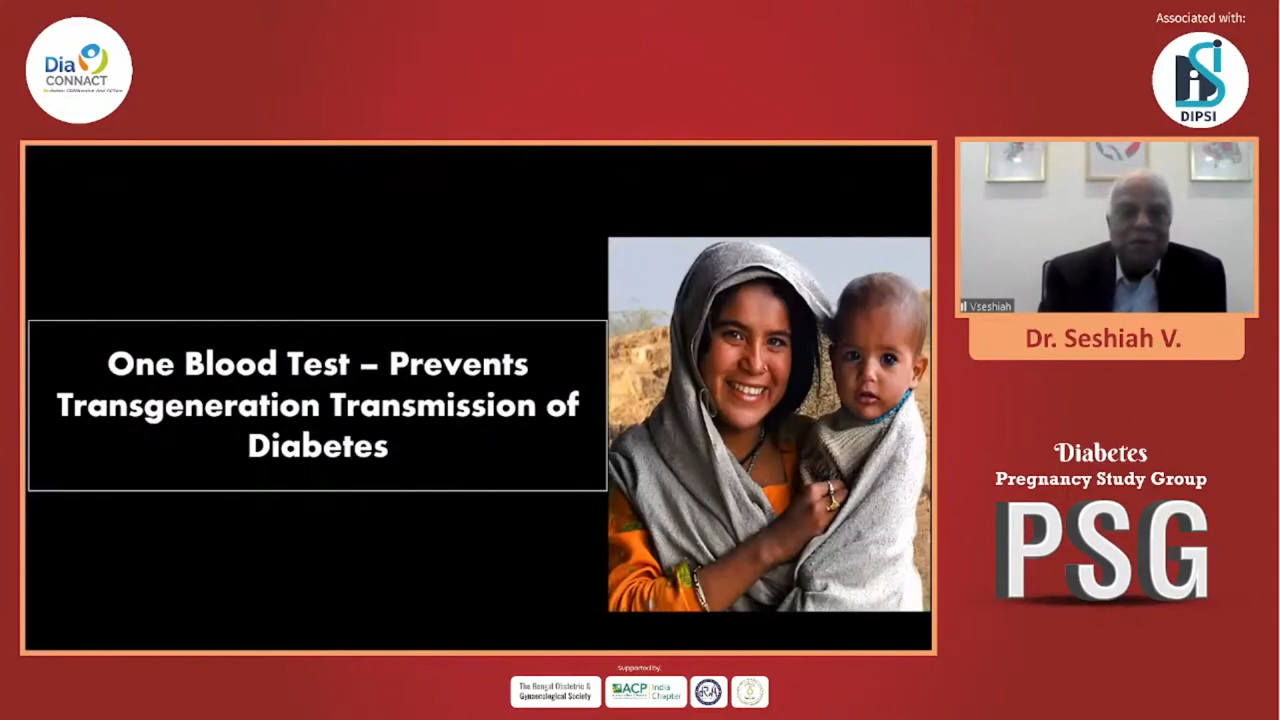 Associated with:
Dia
CONNACT
DIPSI
One Blood Test – Prevents
Transgeneration Transmission of
Diabetes
Vseshiah
Dr. Seshiah V.
Diabetes
Pregnancy Study Group
PSG
Supported by:
The Bengal Obstetric &
Gynaecological Society
ACP India
Chapter